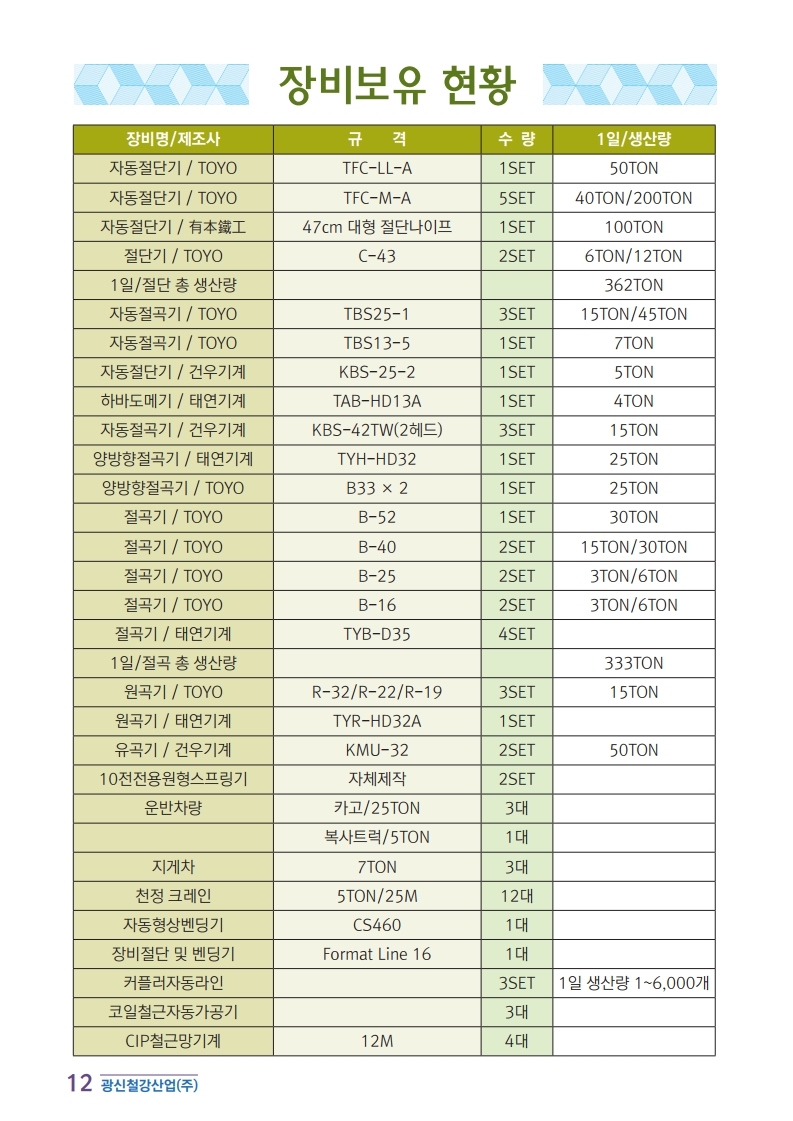 장비보유 현황
장비명/제조사 규 격 수 량 1일/생산량
자동절단기 / TOYO TFC-LL-A 1SET 50TON
자동절단기 / TOYO TFC-M-A 5SET 40TON/200TON
자동절단기 / 有本鐵工 47cm 대형 절단나이프 1SET 100TON
절단기 / TOYO C-43 2SET 6TON/12TON
1일/절단 총 생산량 362TON
자동절곡기 / TOYO TBS25-1 3SET 15TON/45TON
자동절곡기 / TOYO TBS13-5 1SET 7TON
자동절단기 / 건우기계 KBS-25-2 1SET 5TON
하바도메기 / 태연기계 TAB-HD13A 1SET 4TON
자동절곡기 / 건우기계 KBS-42TW(2헤드) 3SET 15TON
양방향절곡기 / 태연기계 TYH-HD32 1SET 25TON
양방향절곡기 / TOYO B33 × 2 1SET 25TON
절곡기 / TOYO B-52 1SET 30TON
절곡기 / TOYO B-40 2SET 15TON/30TON
절곡기 / TOYO B-25 2SET 3TON/6TON
절곡기 / TOYO B-16 2SET 3TON/6TON
절곡기 / 태연기계 TYB-D35 4SET
1일/절곡 총 생산량 333TON
원곡기 / TOYO R-32/R-22/R-19 3SET 15TON
원곡기 / 태연기계 TYR-HD32A 1SET
유곡기 / 건우기계 KMU-32 2SET 50TON
10전전용원형스프링기 자체제작 2SET
운반차량 카고/25TON 3대
복사트럭/5TON 1대
지게차 7TON 3대
천정 크레인 5TON/25M 12대
자동형상벤딩기 CS460 1대
장비절단 및 벤딩기 Format Line 16 1대
커플러자동라인 3SET 1일 생산량 1~6,000개
코일철근자동가공기 3대
CIP철근망기계 12M 4대
12 광신철강산업(주)